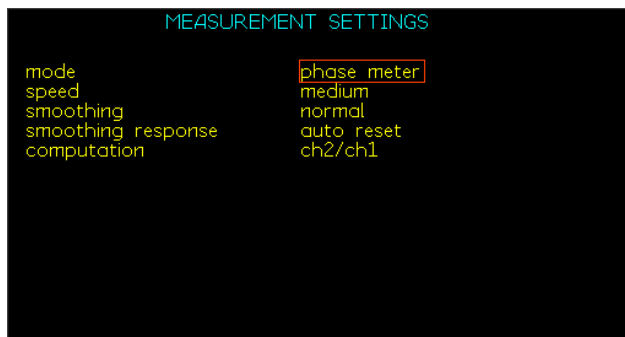 MEASUREMENT SETTINGS
mode phase meter
speed medium
smoothing normal
smoothing response auto reset
computation ch2/ch1